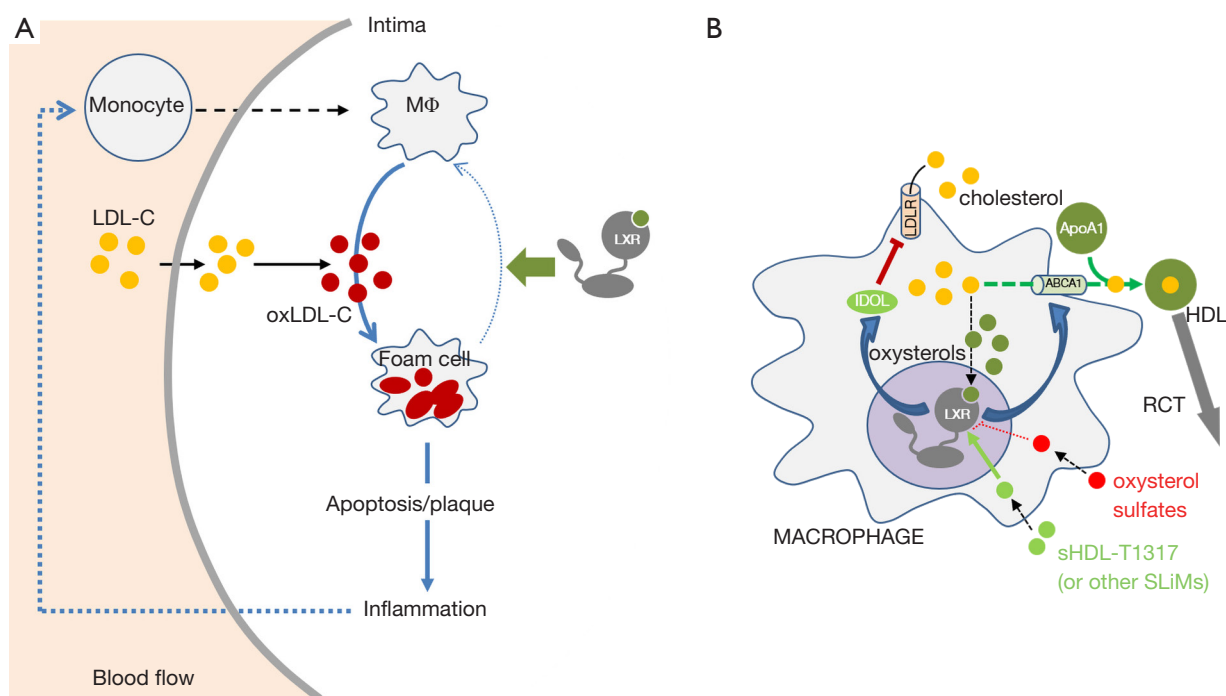 A
Intima
Monocyte
MΦ
LDL-C
LXR
oxLDL-C
Foam cell
Apoptosis/plaque
Inflammation
Blood flow
B
LDLR
cholesterol
ApoA1
ABCA1
IDOL
HDL
oxysterols
LXR
RCT
oxysterol
sulfates
MACROPHAGE
sHDL-T1317
(or other SLiMs)